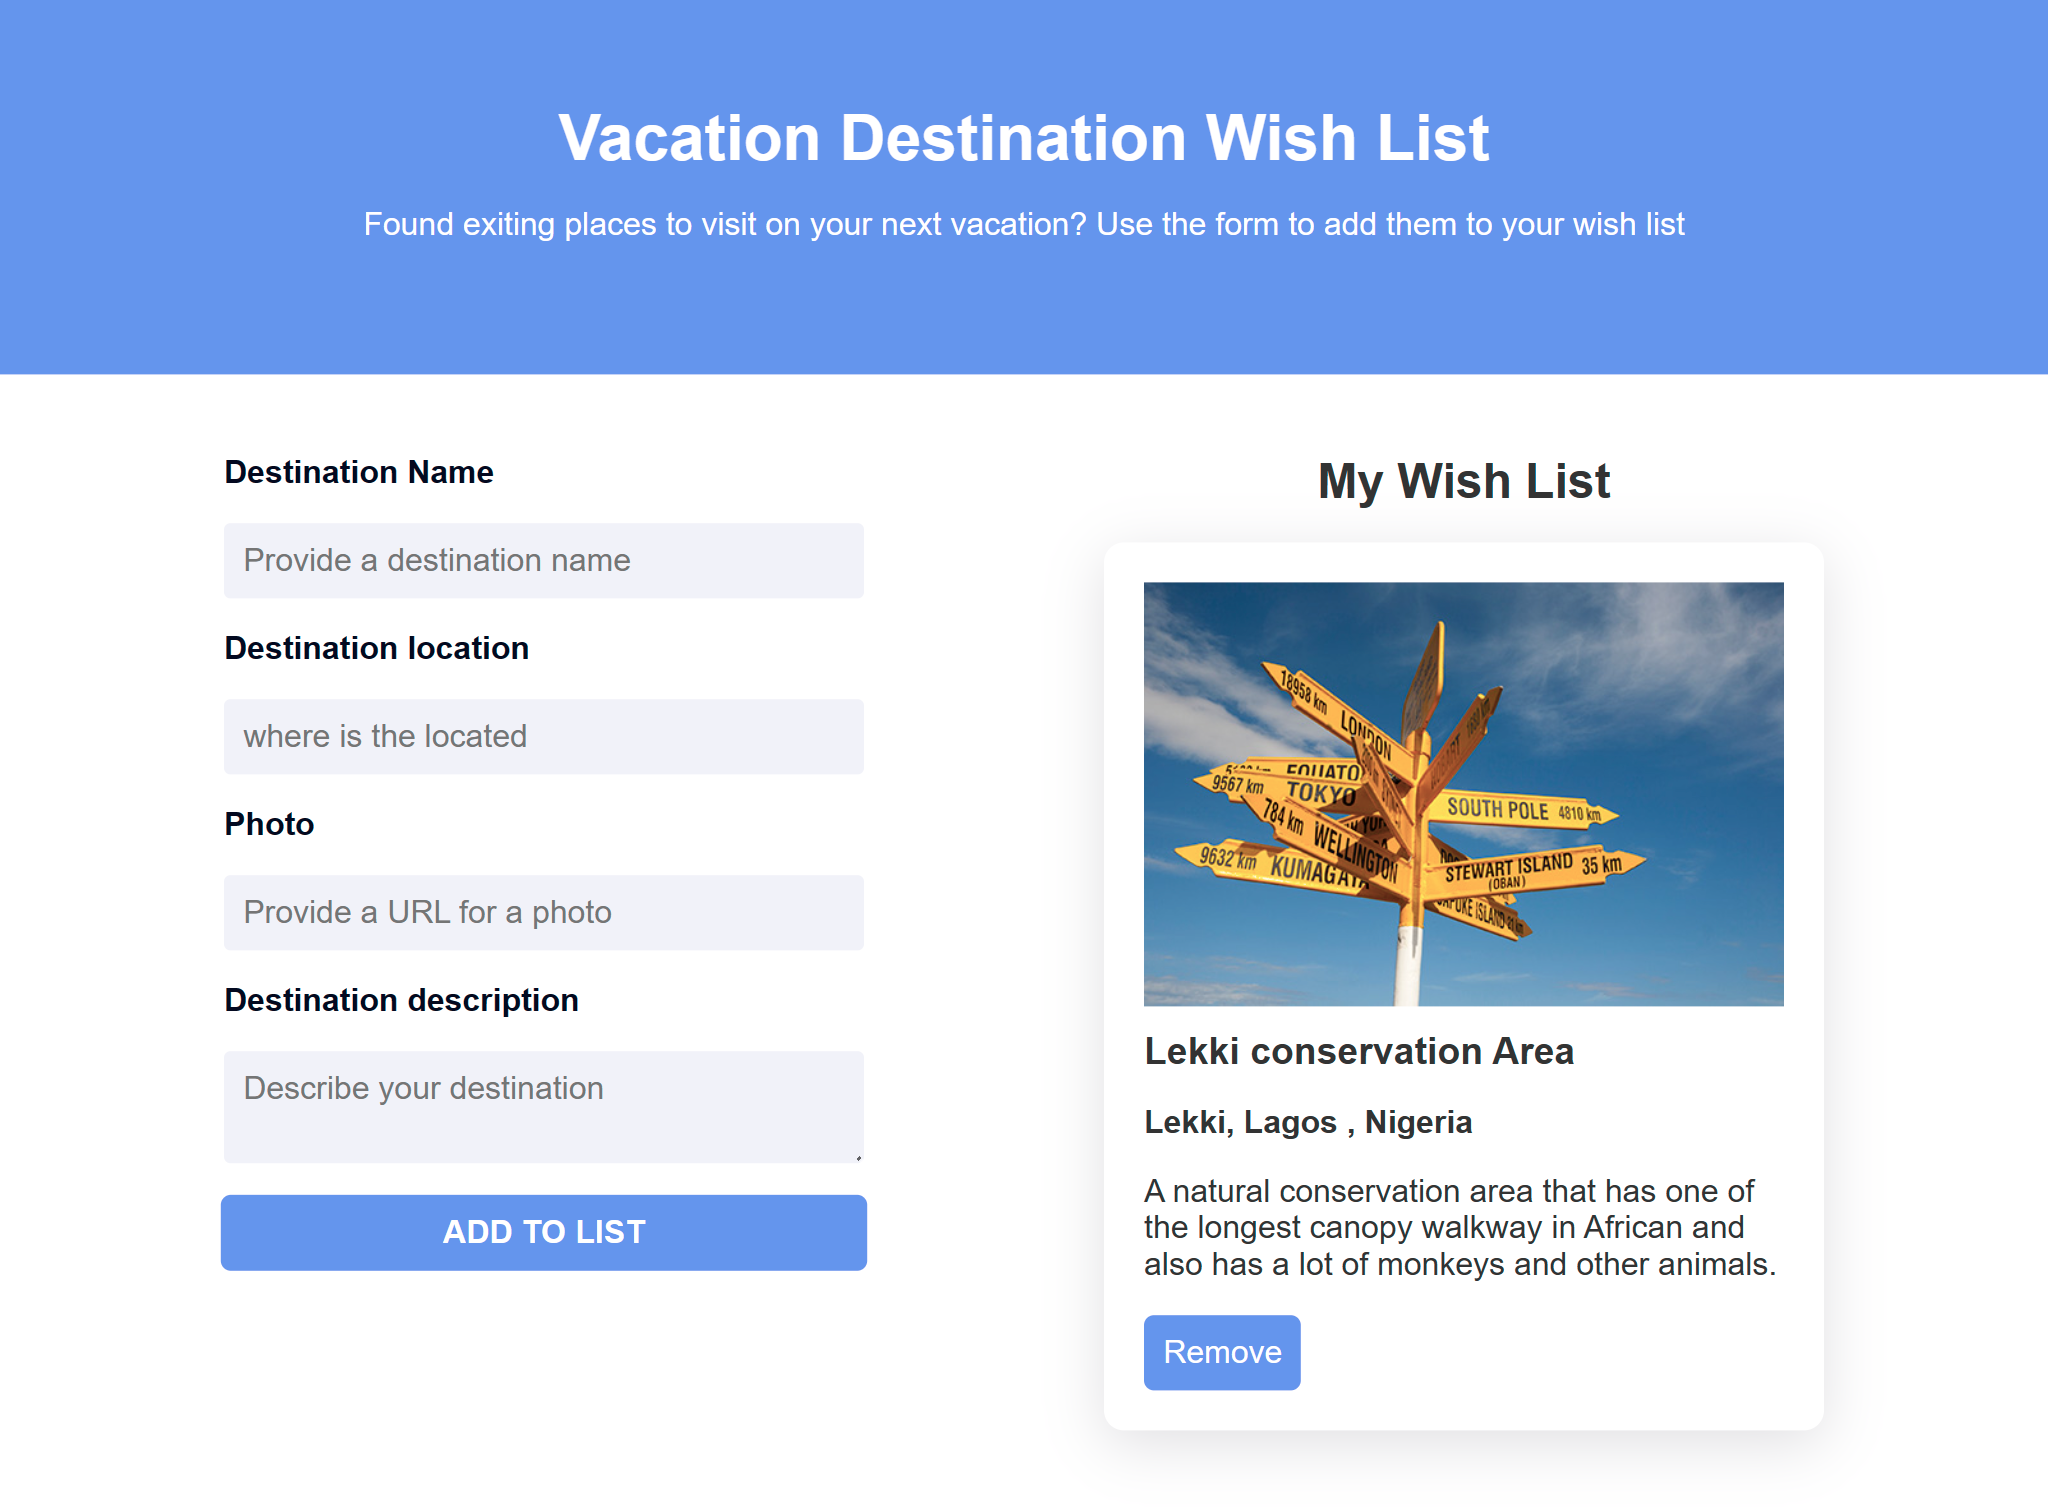 Vacation Destination Wish List
Found exiting places to visit on your next vacation? Use the form to add them to your wish list
Destination Name
Provide a destination name
Destination location
where is the located
Photo
Provide a URL for a photo
Destination description
Describe your destination
ADD TO LIST
My Wish List
18958 km LONDON
9567 km TOKYO
784 km WELLINGTON
9632 km KUMAGAYA
SOUTH POLE 4810 km
STEWART ISLAND 35 km
(OBAN)
ISLAND
Lekki conservation Area
Lekki, Lagos , Nigeria
A natural conservation area that has one of
the longest canopy walkway in African and
also has a lot of monkeys and other animals.
Remove